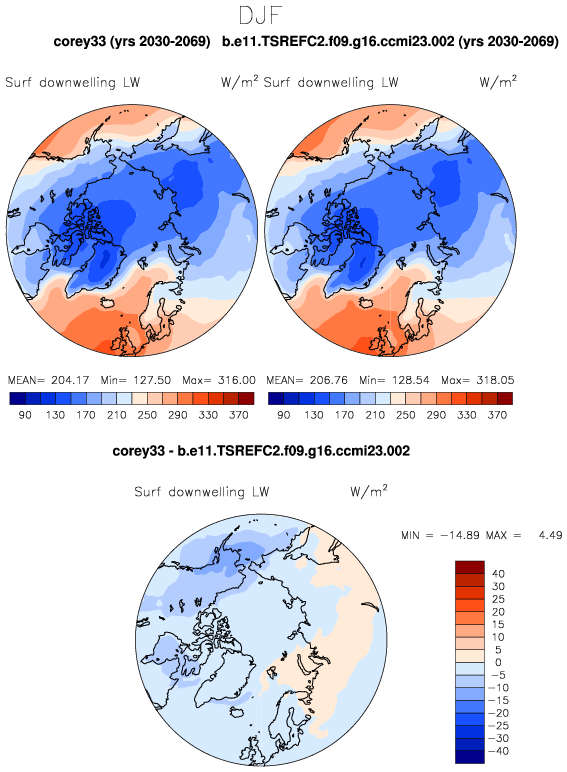 DJF
corey33 (yrs 2030-2069) b.e11.TSREFC2.f09.g16.ccmi23.002 (yrs 2030-2069)
Surf downwelling LW W/m² Surf downwelling LW W/m²
MEAN= 204.17 Min= 127.50 Max= 316.00 MEAN= 206.76 Min= 128.54 Max= 318.05
90 130 170 210 250 290 330 370 90 130 170 210 250 290 330 370
corey33 - b.e11.TSREFC2.f09.g16.ccmi23.002
Surf downwelling LW W/m²
MIN = -14.89 MAX = 4.49
40
30
25
20
15
10
5
0
-5
-10
-15
-20
-25
-30
-40